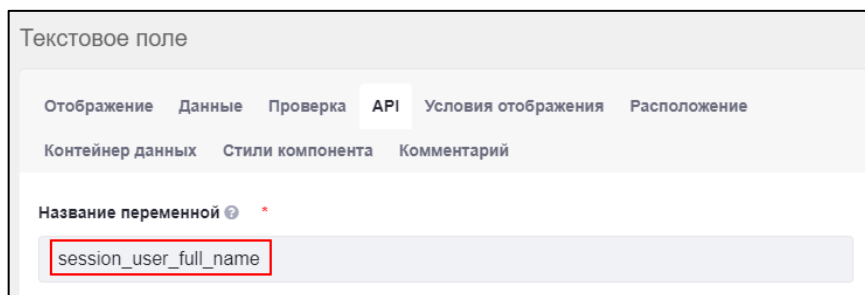 Текстовое поле
Отображение Данные Проверка API Условия отображения Расположение
Контейнер данных Стили компонента Комментарий
Название переменной ? *
session_user_full_name